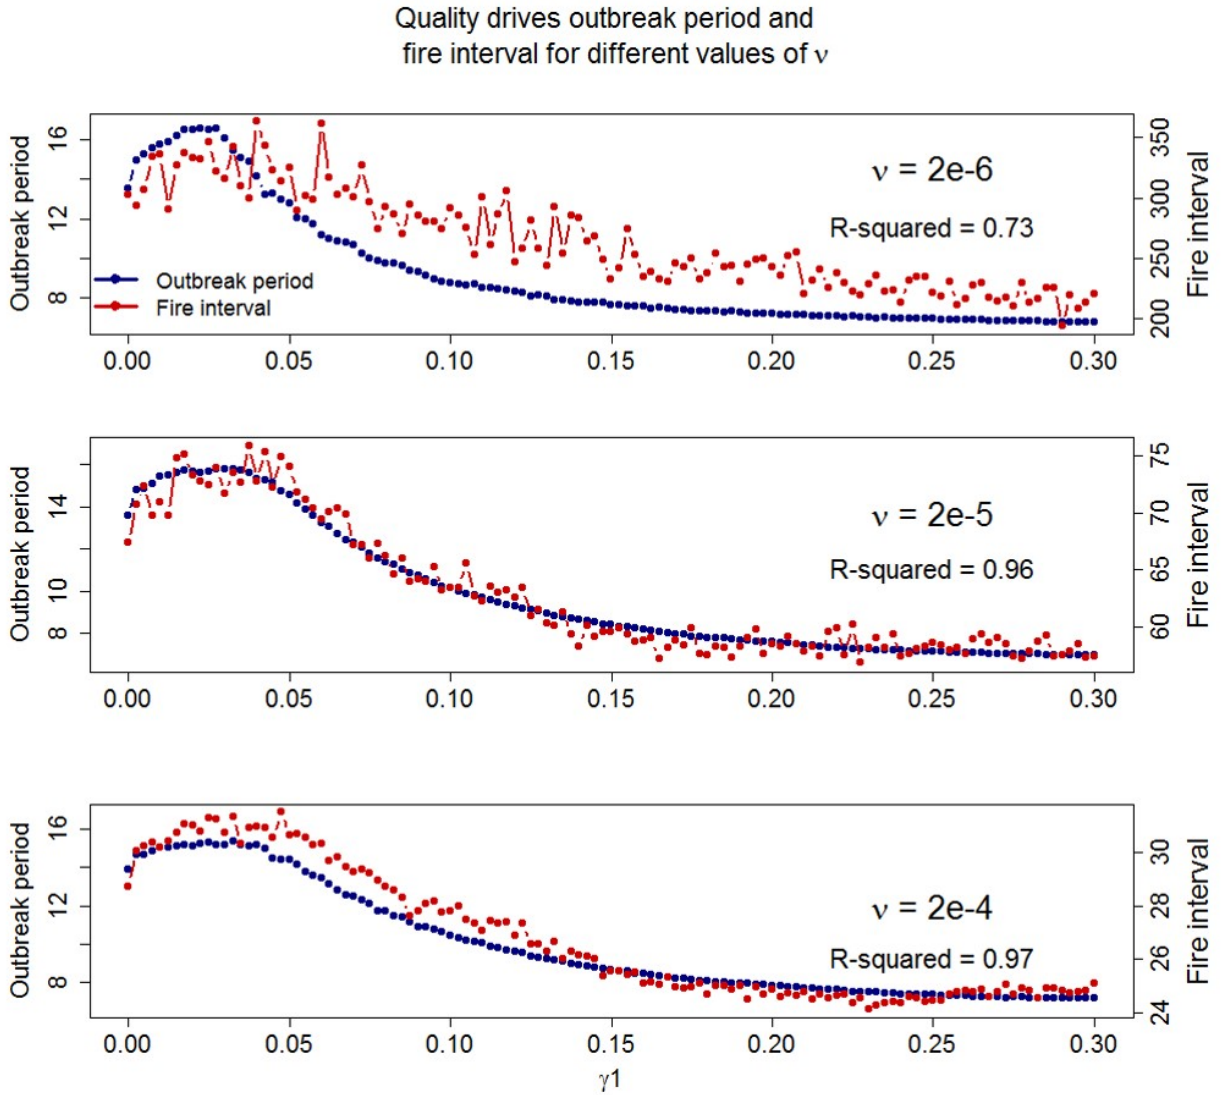 Quality drives outbreak period and
fire interval for different values of ν
Outbreak period
16
12
8
ν = 2e-6
R-squared = 0.73
Outbreak period
Fire interval
350
300
250
200
Fire interval
0.00 0.05 0.10 0.15 0.20 0.25 0.30
Outbreak period
14
10
8
ν = 2e-5
R-squared = 0.96
75
70
65
60
Fire interval
0.00 0.05 0.10 0.15 0.20 0.25 0.30
Outbreak period
16
12
8
ν = 2e-4
R-squared = 0.97
30
28
26
24
Fire interval
0.00 0.05 0.10 0.15 0.20 0.25 0.30
γ1